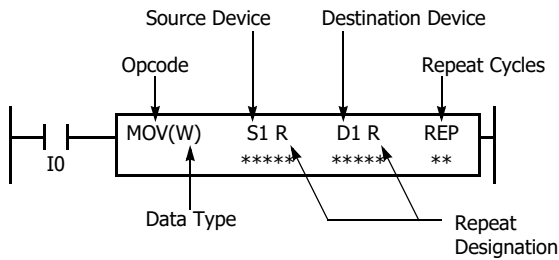 Source Device
Destination Device
Opcode
Repeat Cycles
MOV(W) S1 R D1 R REP
***** ***** **
I0
Data Type
Repeat
Designation